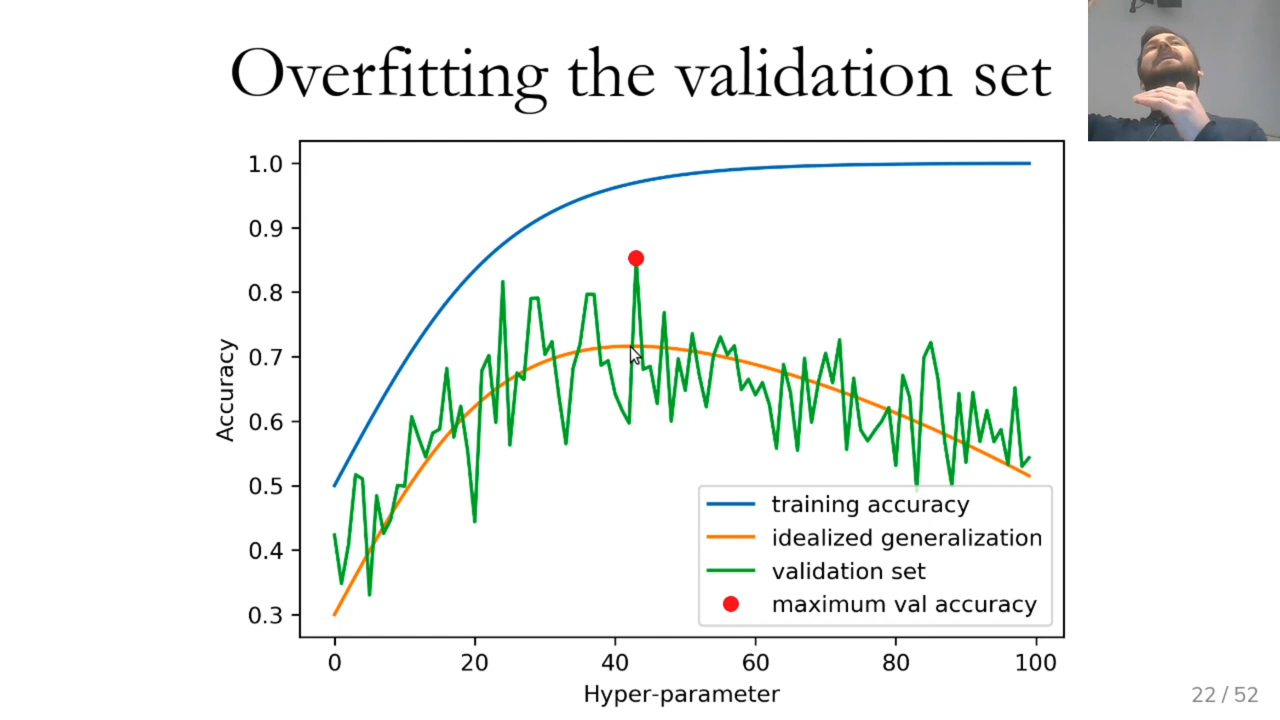 Overfitting the validation set
1.0
0.9
0.8
0.7
0.6
0.5
0.4
0.3
Accuracy
training accuracy
idealized generalization
validation set
maximum val accuracy
0 20 40 60 80 100
Hyper-parameter
22 / 52